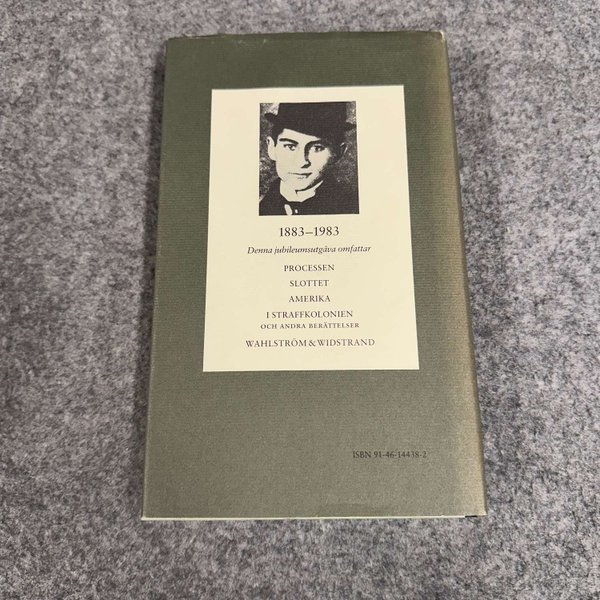 1883–1983
Denna jubileumsutgåva omfattar
PROCESSEN
SLOTTET
AMERIKA
I STRAFFKOLONIEN
OCH ANDRA BERÄTTELSER
WAHLSTRÖM & WIDSTRAND
ISBN 91-46-14438-2